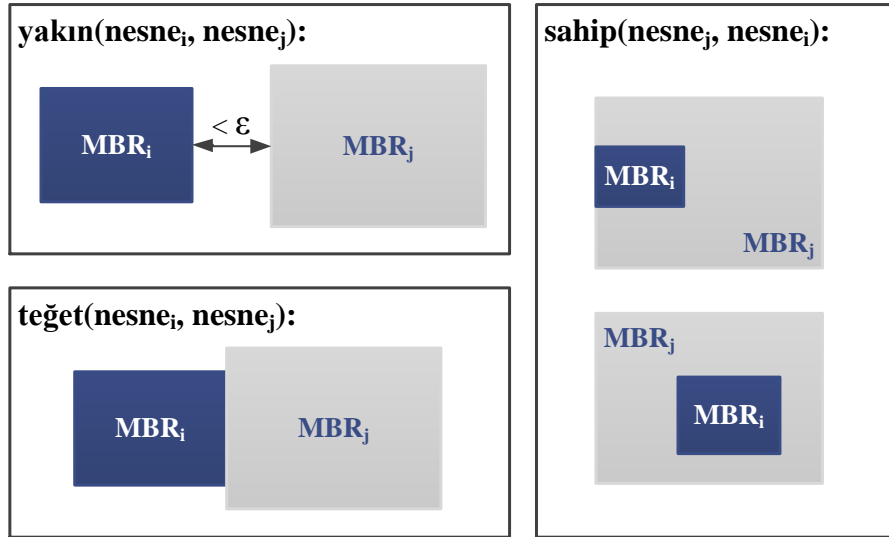 yakın(nesneᵢ, nesneⱼ):
MBRᵢ
< ε
MBRⱼ
teğet(nesneᵢ, nesneⱼ):
MBRᵢ
MBRⱼ
sahip(nesneⱼ, nesneᵢ):
MBRᵢ
MBRⱼ
MBRⱼ
MBRᵢ